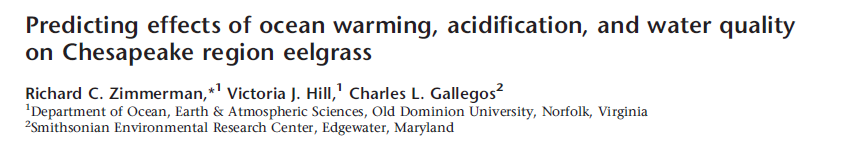 Predicting effects of ocean warming, acidification, and water quality
on Chesapeake region eelgrass
Richard C. Zimmerman,*1 Victoria J. Hill,1 Charles L. Gallegos2
1Department of Ocean, Earth & Atmospheric Sciences, Old Dominion University, Norfolk, Virginia
2Smithsonian Environmental Research Center, Edgewater, Maryland